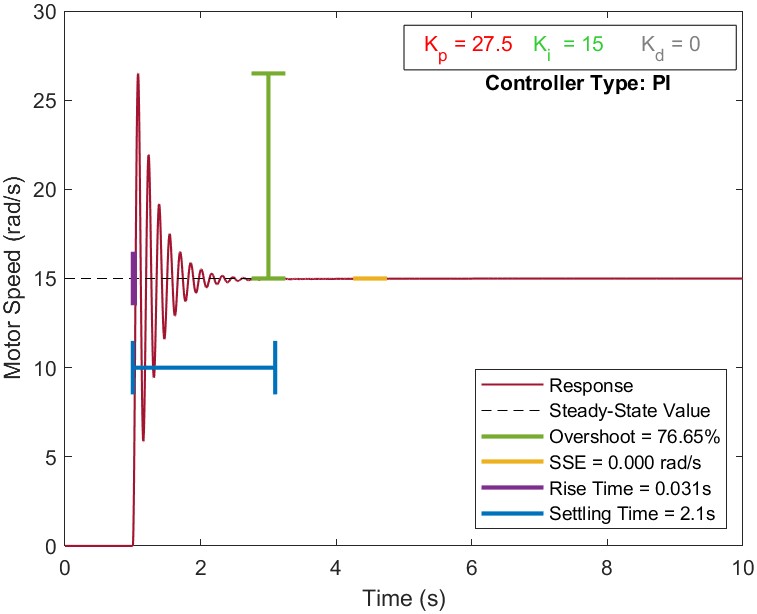 30
25
20
15
10
5
0
0 2 4 6 8 10
Motor Speed (rad/s)
Time (s)
Kp = 27.5 Ki = 15 Kd = 0
Controller Type: PI
Response
Steady-State Value
Overshoot = 76.65%
SSE = 0.000 rad/s
Rise Time = 0.031s
Settling Time = 2.1s